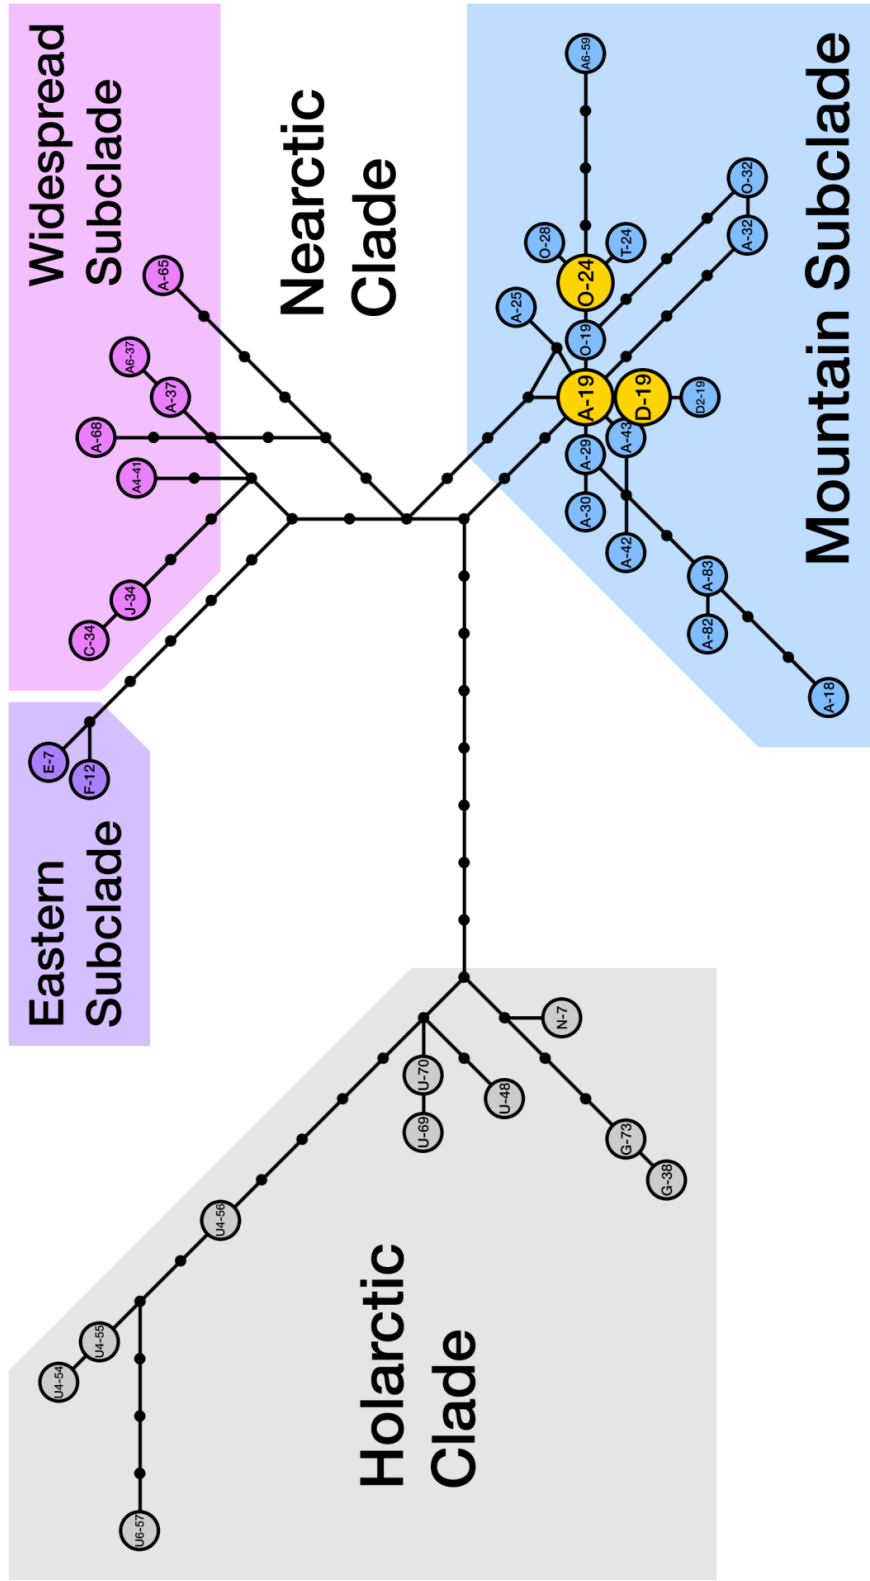 Widespread
Subclade
Nearctic
Clade
Mountain Subclade
Eastern
Subclade
Holarctic
Clade
A-65
A6-37
A-37
A-68
A4-41
J-34
C-34
E-7
F-12
A6-59
O-28
O-24
T-24
A-25
O-19
O-32
A-32
A-19
D-19
D2-19
A-29
A-43
A-30
A-42
A-83
A-82
A-18
N-7
U-70
U-69
U-48
G-73
G-38
U4-56
U4-55
U4-54
U6-57